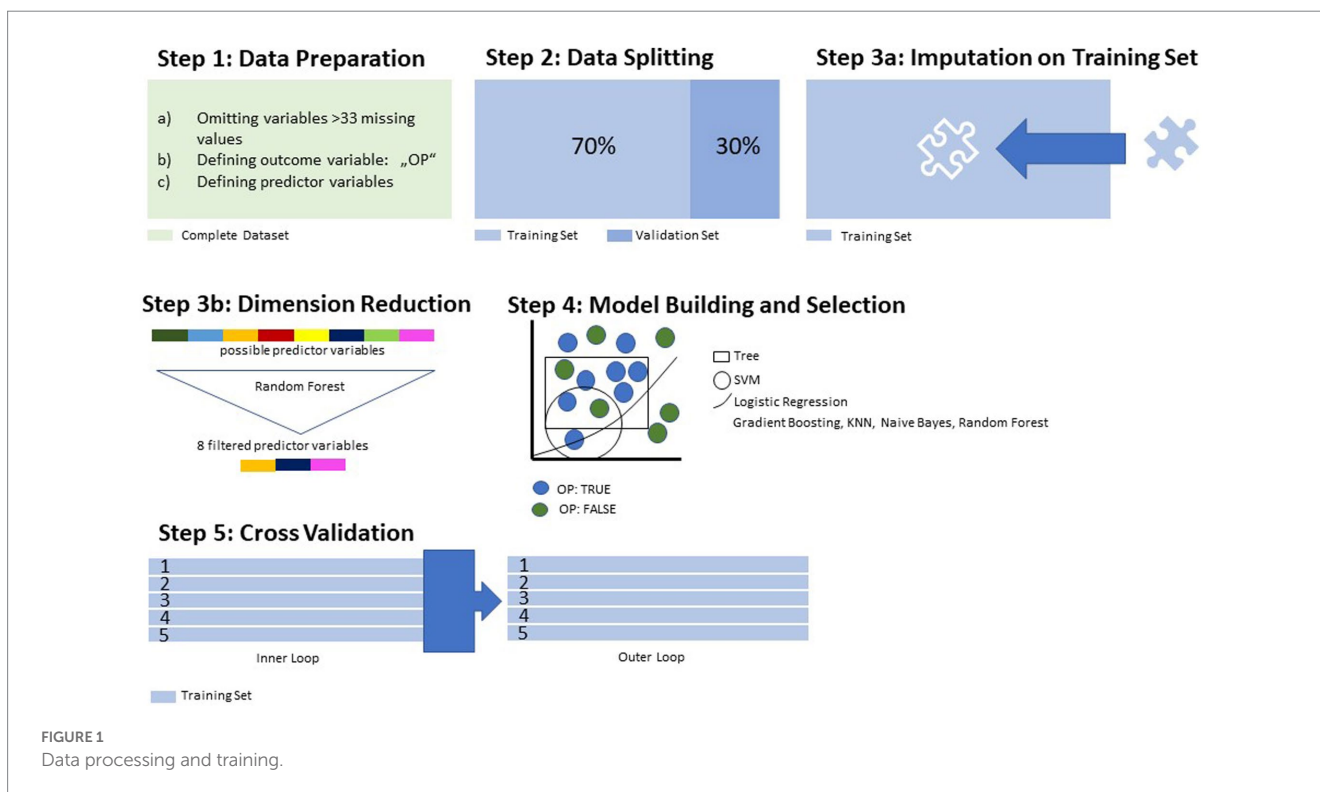 Step 1: Data Preparation
a) Omitting variables >33 missing
values
b) Defining outcome variable: „OP“
c) Defining predictor variables
Complete Dataset
Step 2: Data Splitting
70%
30%
Training Set
Validation Set
Step 3a: Imputation on Training Set
Training Set
Step 3b: Dimension Reduction
possible predictor variables
Random Forest
8 filtered predictor variables
Step 4: Model Building and Selection
Tree
SVM
Logistic Regression
Gradient Boosting, KNN, Naive Bayes, Random Forest
OP: TRUE
OP: FALSE
Step 5: Cross Validation
1
2
3
4
5
Inner Loop
1
2
3
4
5
Outer Loop
Training Set
FIGURE 1
Data processing and training.